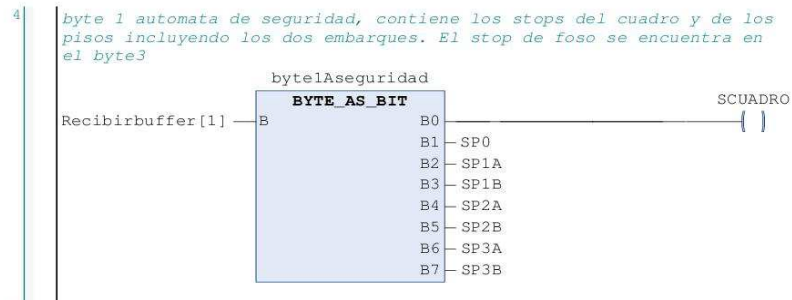 4
byte 1 automata de seguridad, contiene los stops del cuadro y de los
pisos incluyendo los dos embarques. El stop de foso se encuentra en
el byte3
byte1Aseguridad
BYTE_AS_BIT
SCUADRO
Recibirbuffer[1]
B
B0
B1 SP0
B2 SP1A
B3 SP1B
B4 SP2A
B5 SP2B
B6 SP3A
B7 SP3B